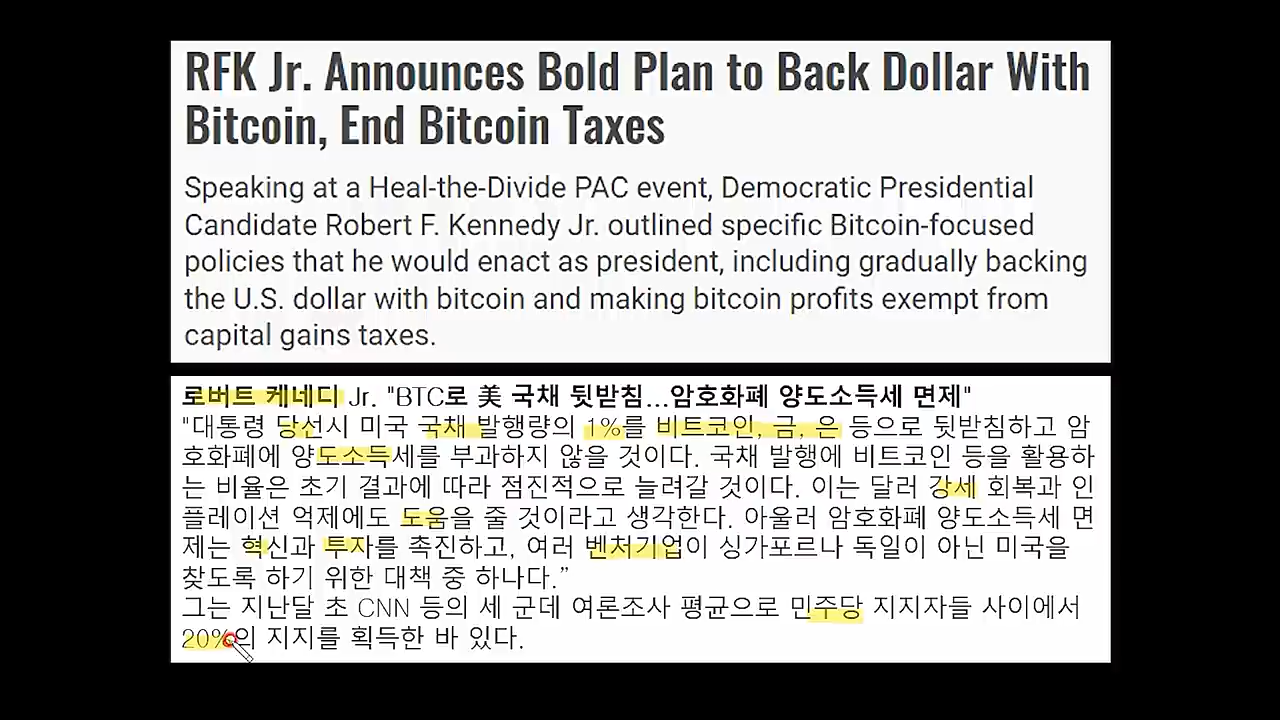 RFK Jr. Announces Bold Plan to Back Dollar With
Bitcoin, End Bitcoin Taxes
Speaking at a Heal-the-Divide PAC event, Democratic Presidential
Candidate Robert F. Kennedy Jr. outlined specific Bitcoin-focused
policies that he would enact as president, including gradually backing
the U.S. dollar with bitcoin and making bitcoin profits exempt from
capital gains taxes.
로버트 케네디 Jr. "BTC로 美 국채 뒷받침...암호화폐 양도소득세 면제"
"대통령 당선시 미국 국채 발행량의 1%를 비트코인, 금, 은 등으로 뒷받침하고 암
호화폐에 양도소득세를 부과하지 않을 것이다. 국채 발행에 비트코인 등을 활용하
는 비율은 초기 결과에 따라 점진적으로 늘려갈 것이다. 이는 달러 강세 회복과 인
플레이션 억제에도 도움을 줄 것이라고 생각한다. 아울러 암호화폐 양도소득세 면
제는 혁신과 투자를 촉진하고, 여러 벤처기업이 싱가포르나 독일이 아닌 미국을
찾도록 하기 위한 대책 중 하나다.”
그는 지난달 초 CNN 등의 세 군데 여론조사 평균으로 민주당 지지자들 사이에서
20%의 지지를 획득한 바 있다.